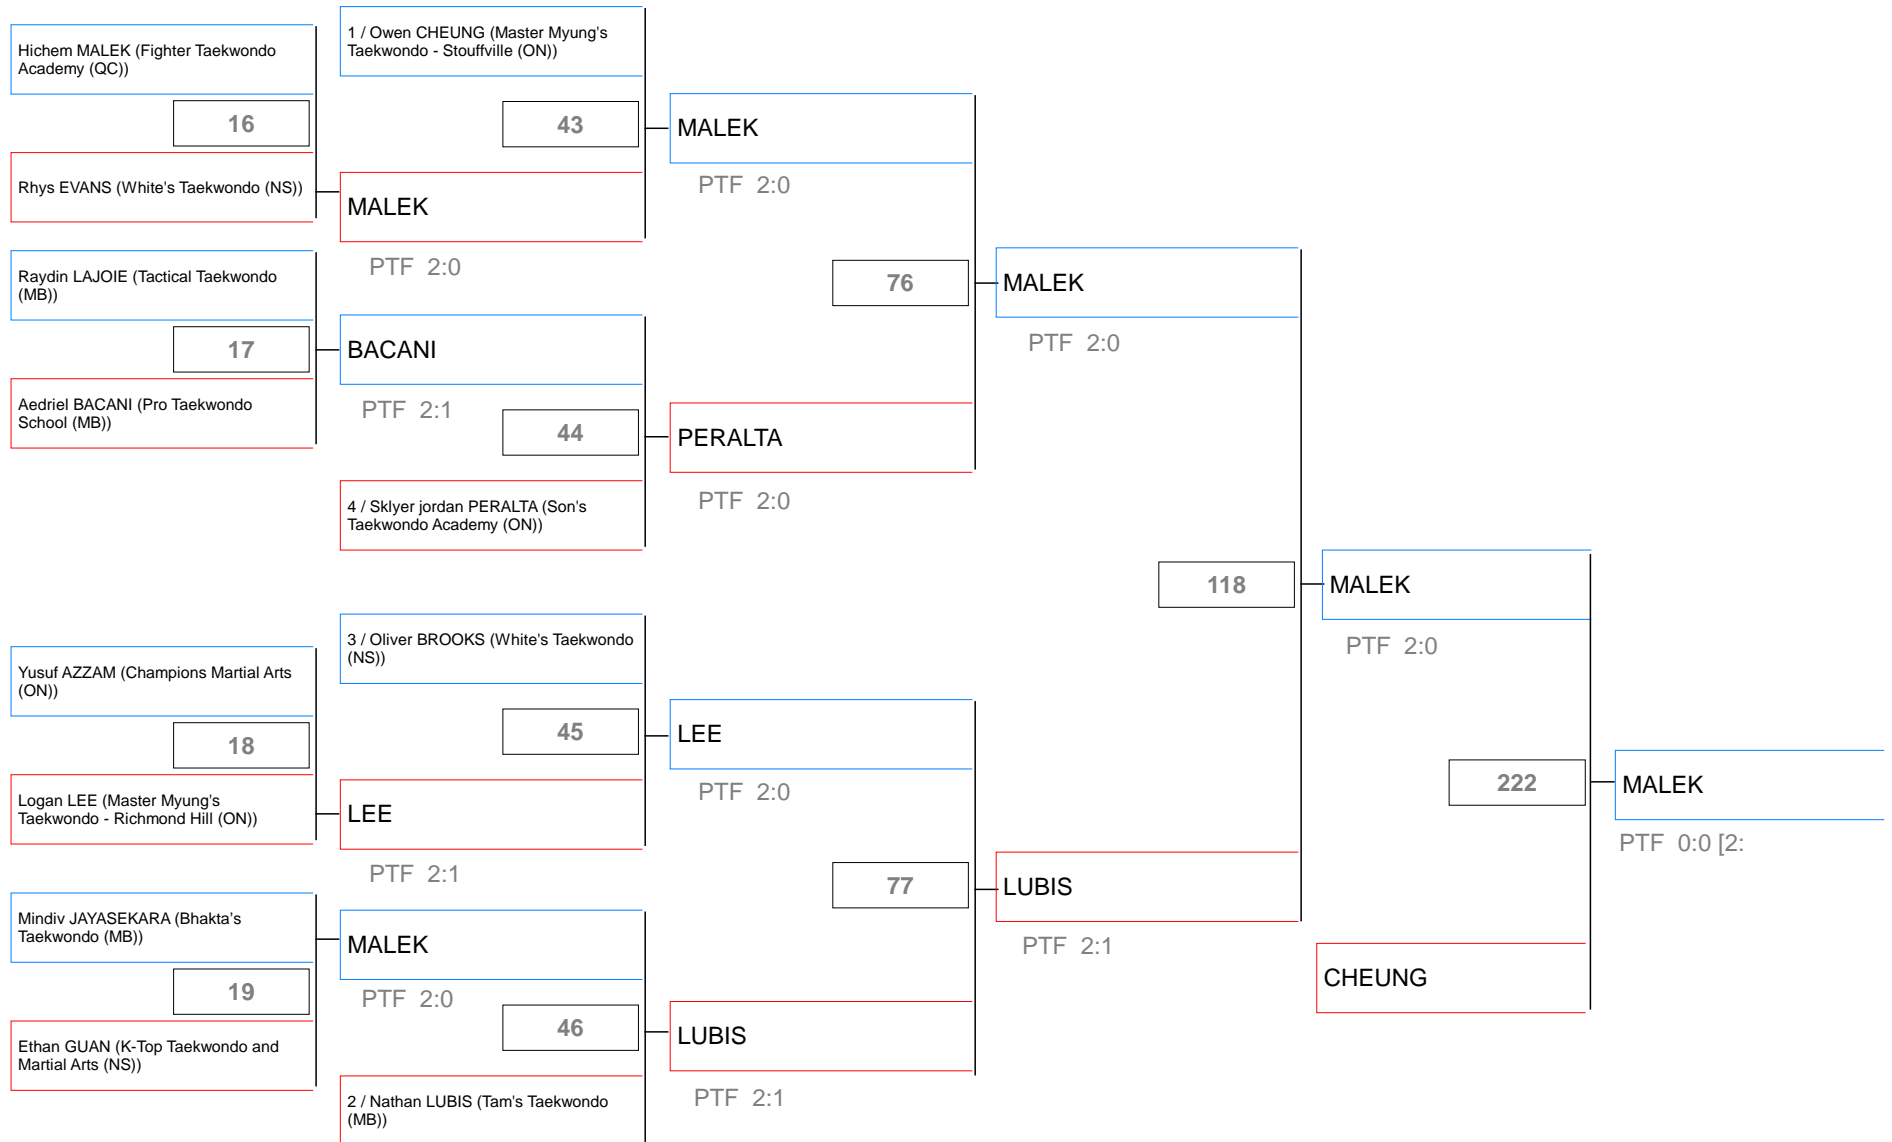 Hichem MALEK (Fighter Taekwondo
Academy (QC))
16
Rhys EVANS (White's Taekwondo (NS))
Raydin LAJOIE (Tactical Taekwondo
(MB))
17
Aedriel BACANI (Pro Taekwondo
School (MB))
Yusuf AZZAM (Champions Martial Arts
(ON))
18
Logan LEE (Master Myung's
Taekwondo - Richmond Hill (ON))
Mindiv JAYASEKARA (Bhakta's
Taekwondo (MB))
19
Ethan GUAN (K-Top Taekwondo and
Martial Arts (NS))
1 / Owen CHEUNG (Master Myung's
Taekwondo - Stouffville (ON))
43
MALEK
PTF 2:0
BACANI
PTF 2:1
44
4 / Sklyer jordan PERALTA (Son's
Taekwondo Academy (ON))
3 / Oliver BROOKS (White's Taekwondo
(NS))
45
LEE
PTF 2:1
MALEK
PTF 2:0
46
2 / Nathan LUBIS (Tam's Taekwondo
(MB))
MALEK
PTF 2:0
76
PERALTA
PTF 2:0
LEE
PTF 2:0
77
LUBIS
PTF 2:1
MALEK
PTF 2:0
118
LUBIS
PTF 2:1
MALEK
PTF 2:0
222
CHEUNG
MALEK
PTF 0:0 [2: